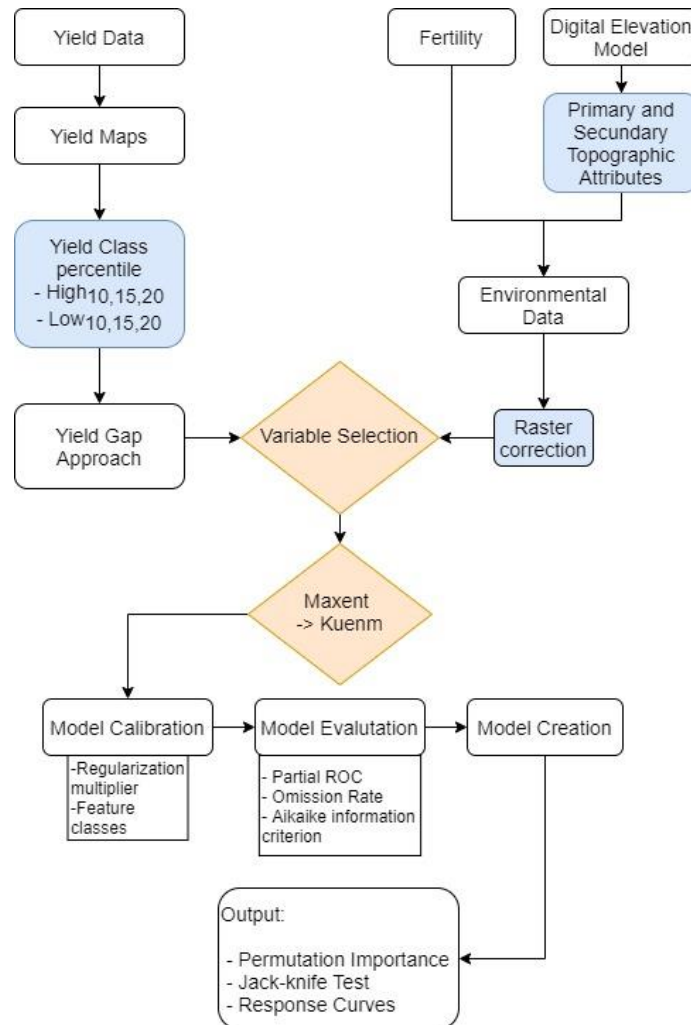 Yield Data
Fertility
Digital Elevation
Model
Yield Maps
Primary and
Secundary
Topographic
Attributes
Yield Class
percentile
- High10,15,20
- Low10,15,20
Environmental
Data
Yield Gap
Approach
Variable Selection
Raster
correction
Maxent
-> Kuenm
Model Calibration
-Regularization
multiplier
-Feature
classes
Model Evalutation
- Partial ROC
- Omission Rate
- Aikaike information
criterion
Model Creation
Output:
- Permutation Importance
- Jack-knife Test
- Response Curves